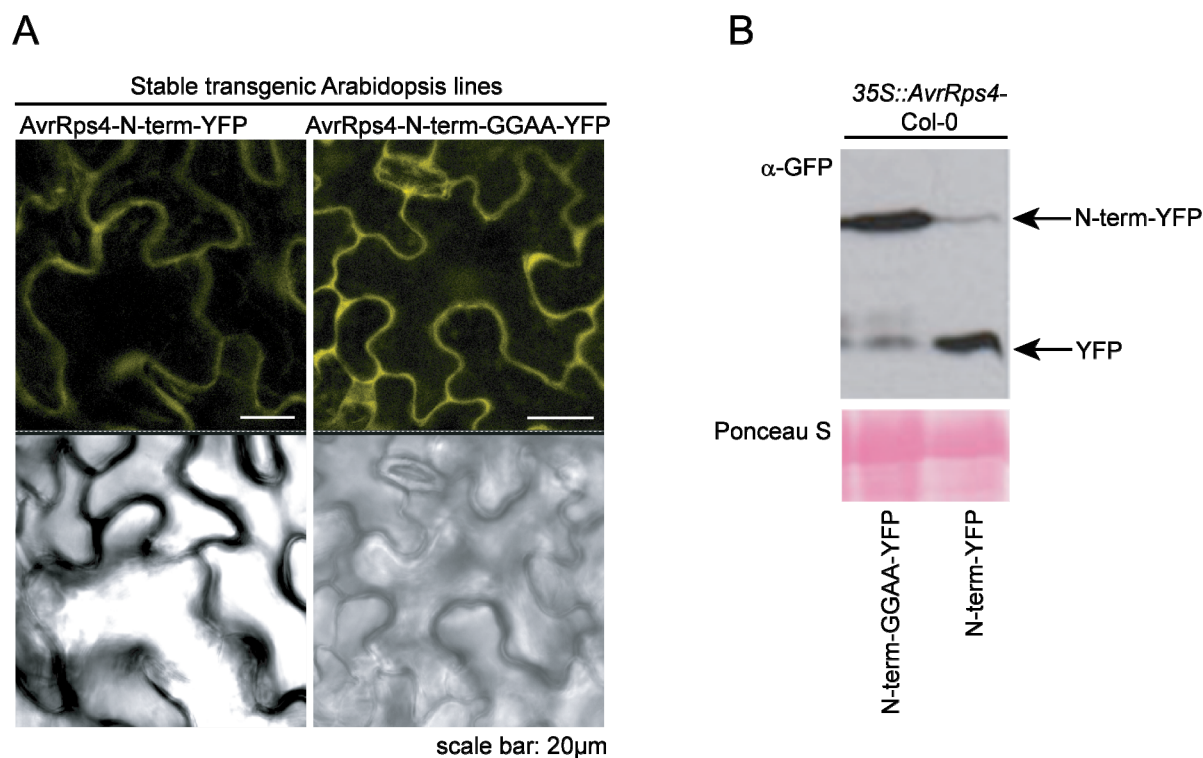 A
Stable transgenic Arabidopsis lines
AvrRps4-N-term-YFP
AvrRps4-N-term-GGAA-YFP
scale bar: 20µm
B
35S::AvrRps4-
Col-0
α-GFP
N-term-YFP
YFP
Ponceau S
N-term-GGAA-YFP
N-term-YFP